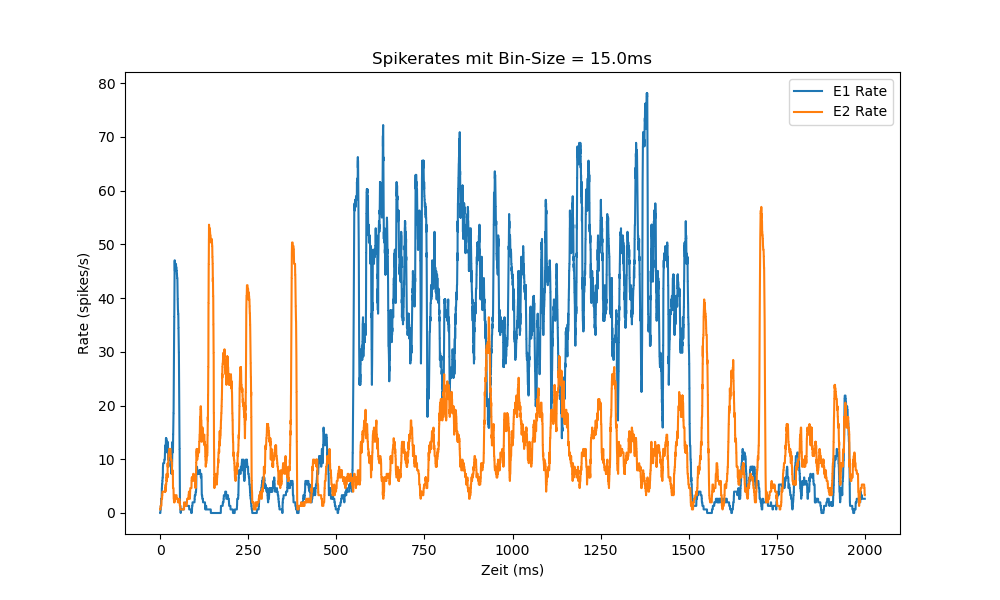 Spikerates mit Bin-Size = 15.0ms
E1 Rate
E2 Rate
80
70
60
50
40
30
20
10
0
Rate (spikes/s)
0 250 500 750 1000 1250 1500 1750 2000
Zeit (ms)